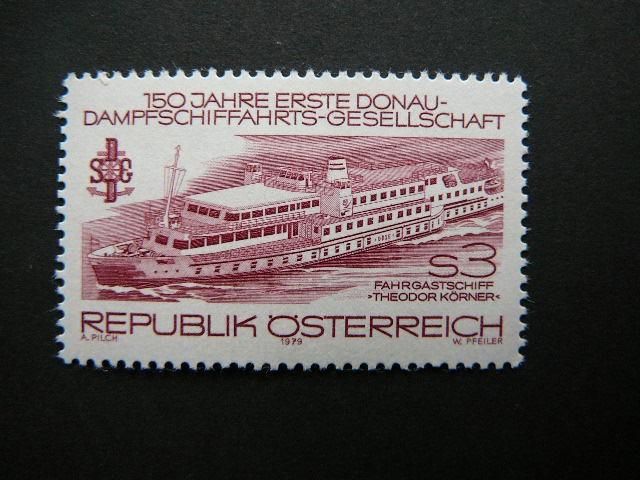 150 JAHRE ERSTE DONAU-
DAMPFSCHIFFAHRTS-GESELLSCHAFT
D
S G
D
S3
FAHRGASTSCHIFF
>THEODOR KÖRNER<
REPUBLIK ÖSTERREICH
A. PILCH 1979 W. PFEILER